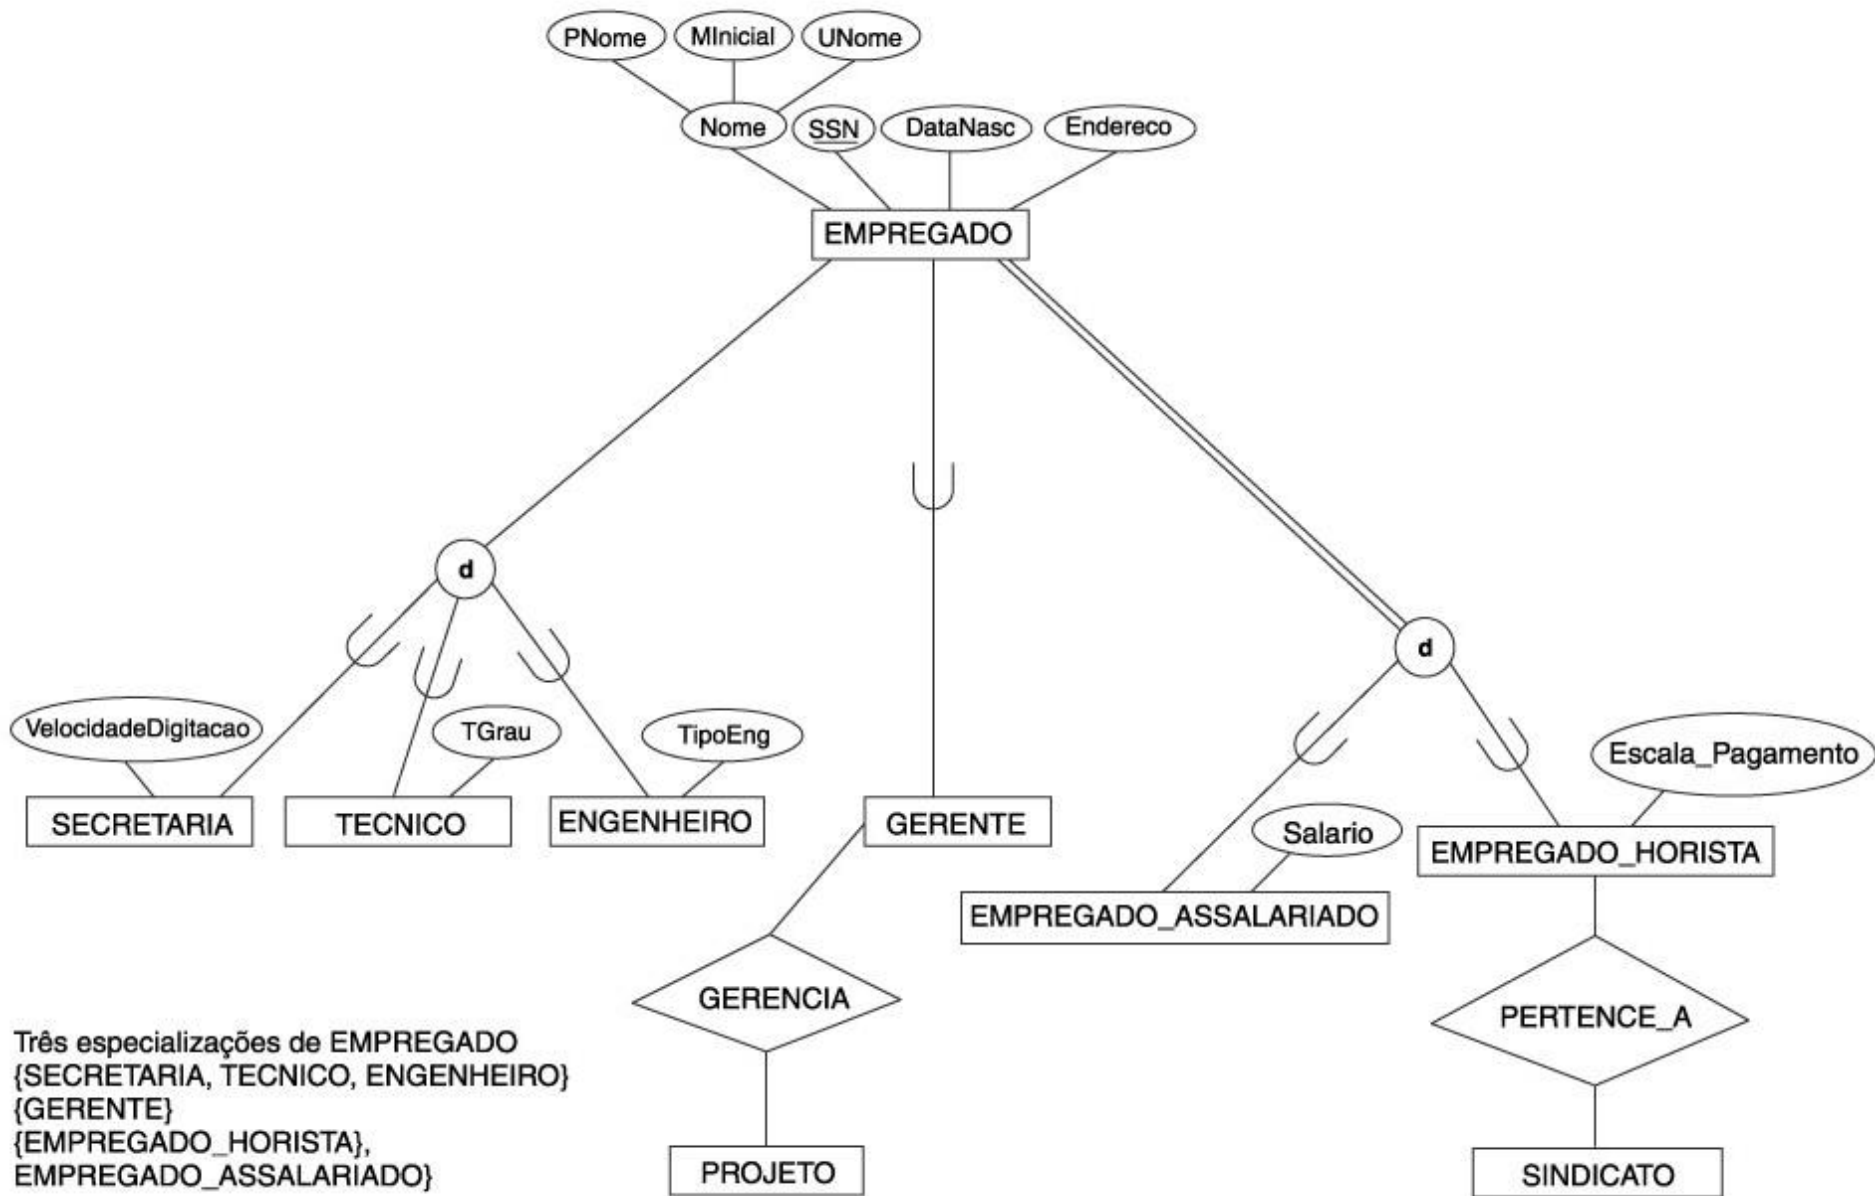 PNome
MInicial
UNome
Nome
SSN
DataNasc
Endereco
EMPREGADO
d
d
VelocidadeDigitacao
TGrau
TipoEng
Escala_Pagamento
SECRETARIA
TECNICO
ENGENHEIRO
GERENTE
Salario
EMPREGADO_HORISTA
EMPREGADO_ASSALARIADO
GERENCIA
PERTENCE_A
Três especializações de EMPREGADO
{SECRETARIA, TECNICO, ENGENHEIRO}
{GERENTE}
{EMPREGADO_HORISTA},
EMPREGADO_ASSALARIADO}
PROJETO
SINDICATO